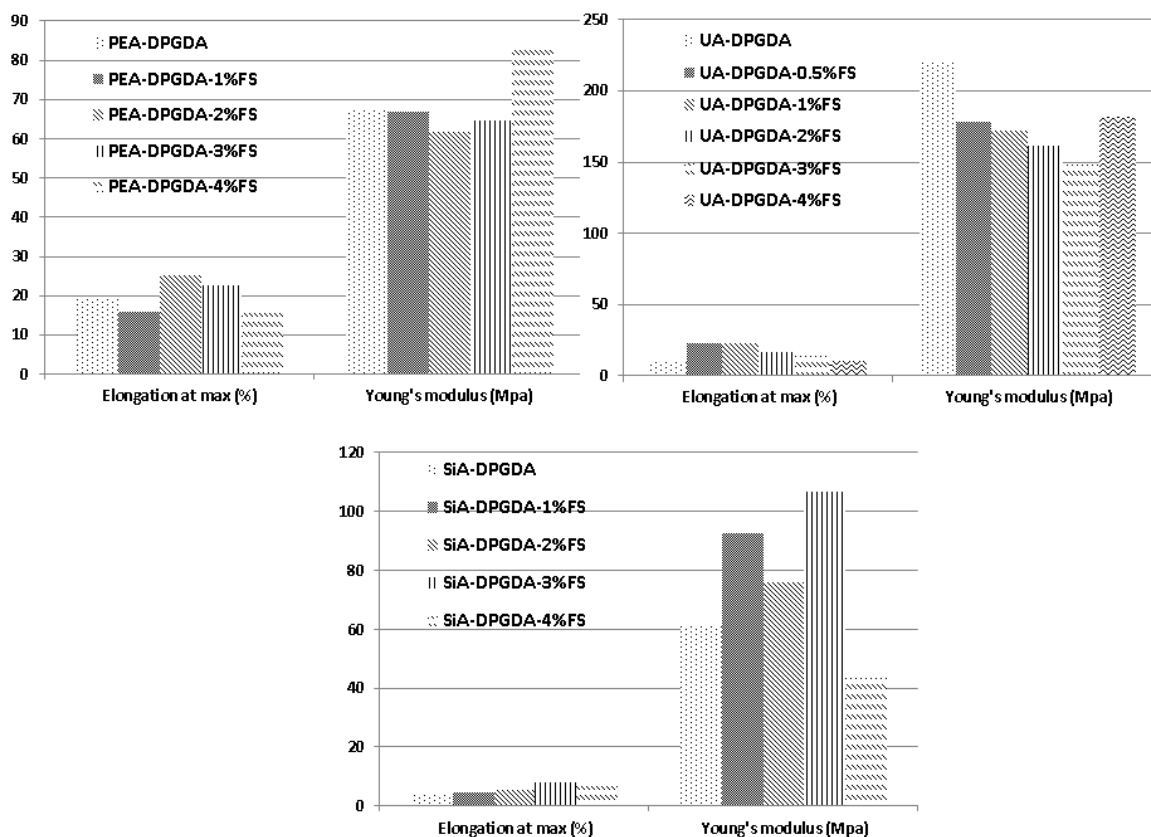 90
80
70
60
50
40
30
20
10
0
PEA-DPGDA
PEA-DPGDA-1%FS
PEA-DPGDA-2%FS
PEA-DPGDA-3%FS
PEA-DPGDA-4%FS
Elongation at max (%)
Young's modulus (Mpa)
250
200
150
100
50
0
UA-DPGDA
UA-DPGDA-0.5%FS
UA-DPGDA-1%FS
UA-DPGDA-2%FS
UA-DPGDA-3%FS
UA-DPGDA-4%FS
Elongation at max (%)
Young's modulus (Mpa)
120
100
80
60
40
20
0
SiA-DPGDA
SiA-DPGDA-1%FS
SiA-DPGDA-2%FS
SiA-DPGDA-3%FS
SiA-DPGDA-4%FS
Elongation at max (%)
Young's modulus (Mpa)